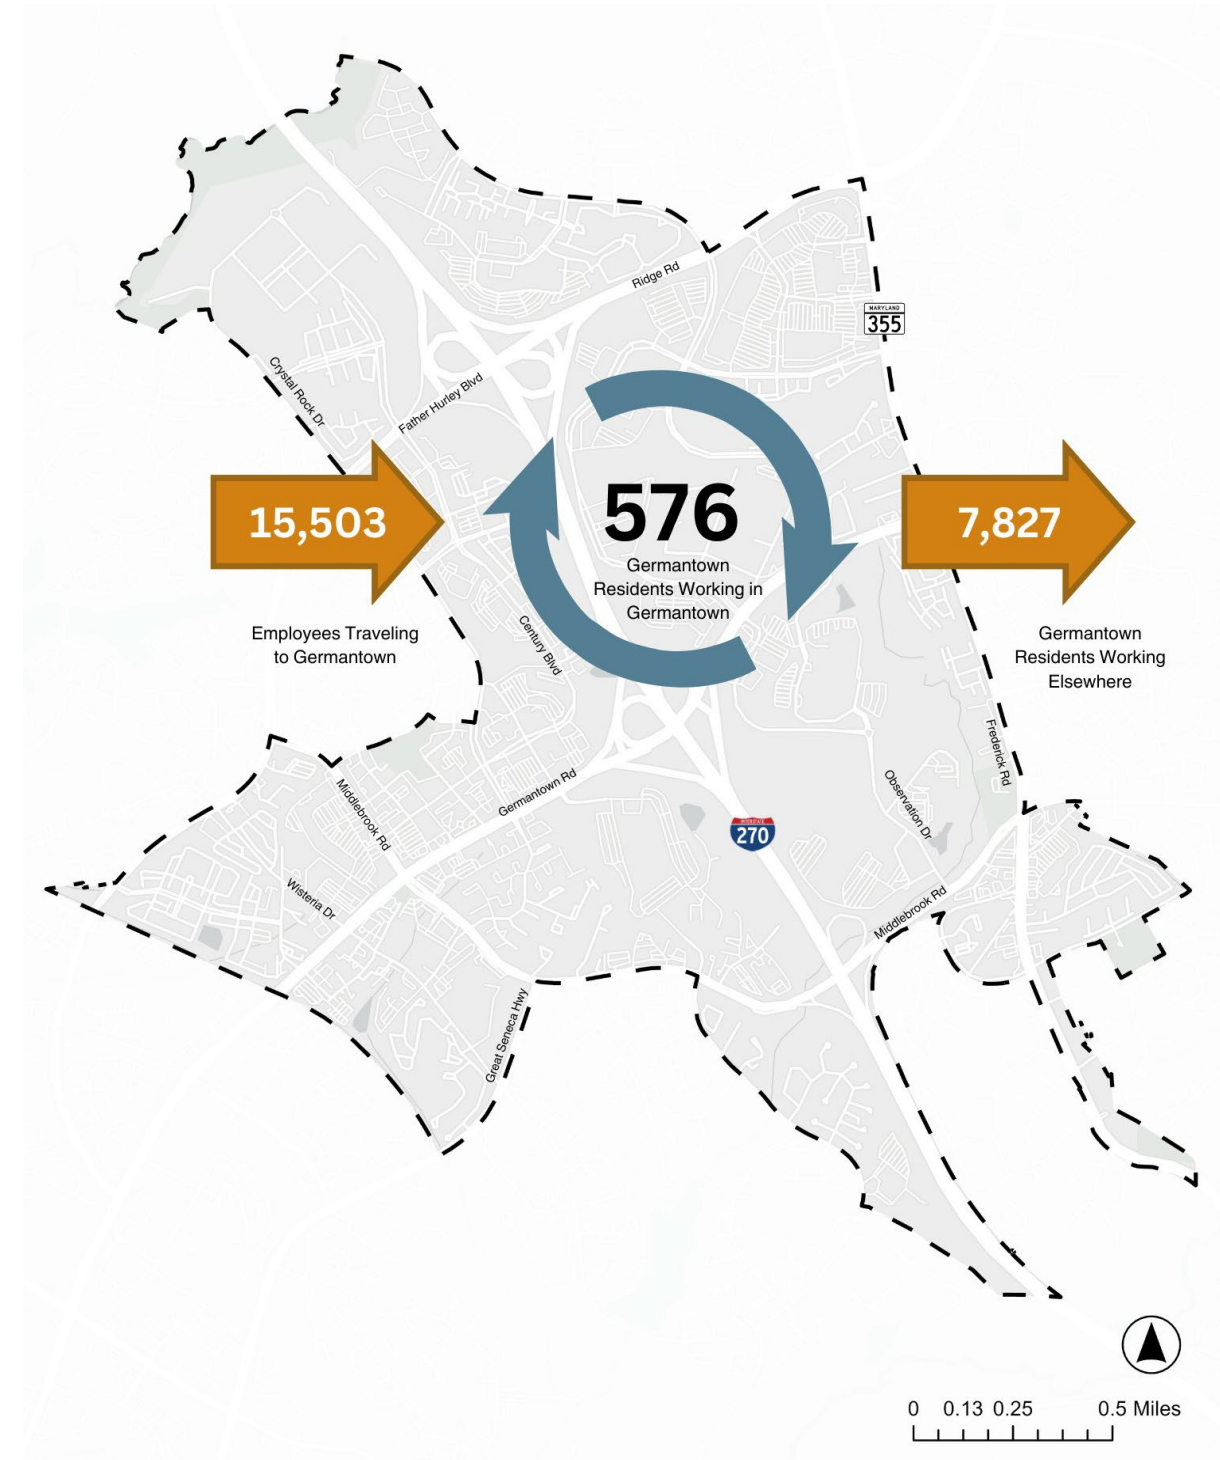 Ridge Rd
MARYLAND
355
Crystal Rock Dr
Father Hurley Blvd
15,503
576
7,827
Germantown
Residents Working in
Germantown
Employees Traveling
to Germantown
Century Blvd
Germantown
Residents Working
Elsewhere
Frederick Rd
Germantown Rd
Middlebrook Rd
Observation Dr
INTERSTATE
270
Wisteria Dr
Middlebrook Rd
Great Seneca Hwy
0 0.13 0.25 0.5 Miles